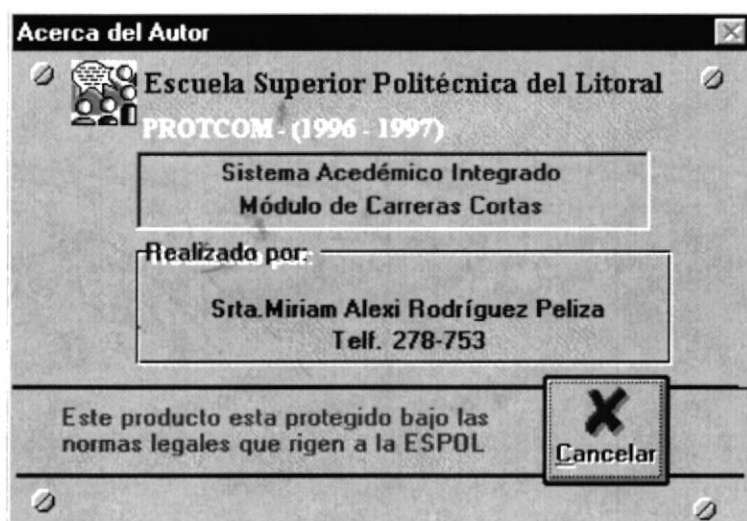 Acerca del Autor
Escuela Superior Politécnica del Litoral
PROTCOM - (1996 - 1997)
Sistema Acedémico Integrado
Módulo de Carreras Cortas
Realizado por:
Srta.Miriam Alexi Rodríguez Peliza
Telf. 278-753
Este producto esta protegido bajo las
normas legales que rigen a la ESPOL
Cancelar